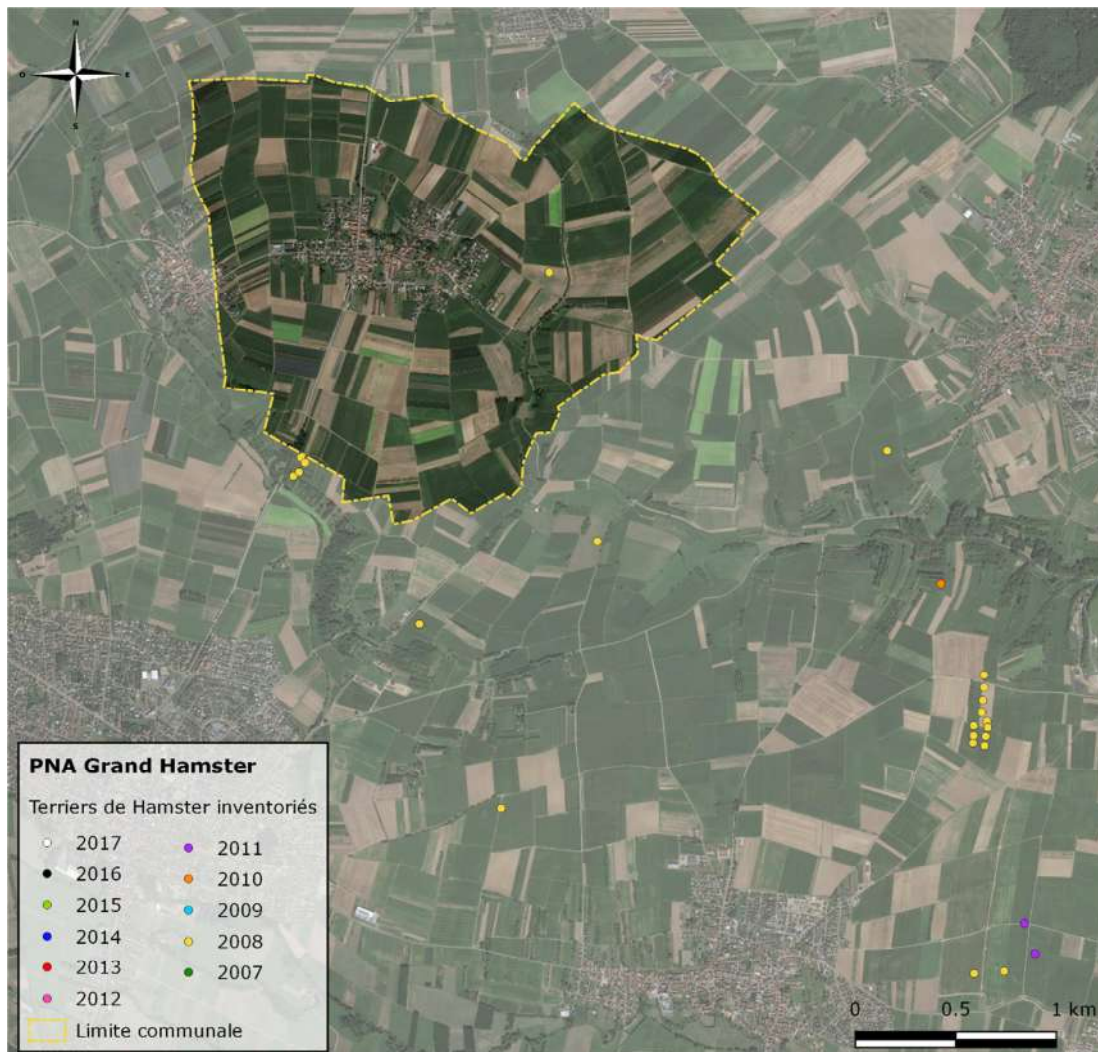 N
O E
S
PNA Grand Hamster
Terriers de Hamster inventoriés
2017
2016
2015
2014
2013
2012
2011
2010
2009
2008
2007
Limite communale
0 0.5 1 km